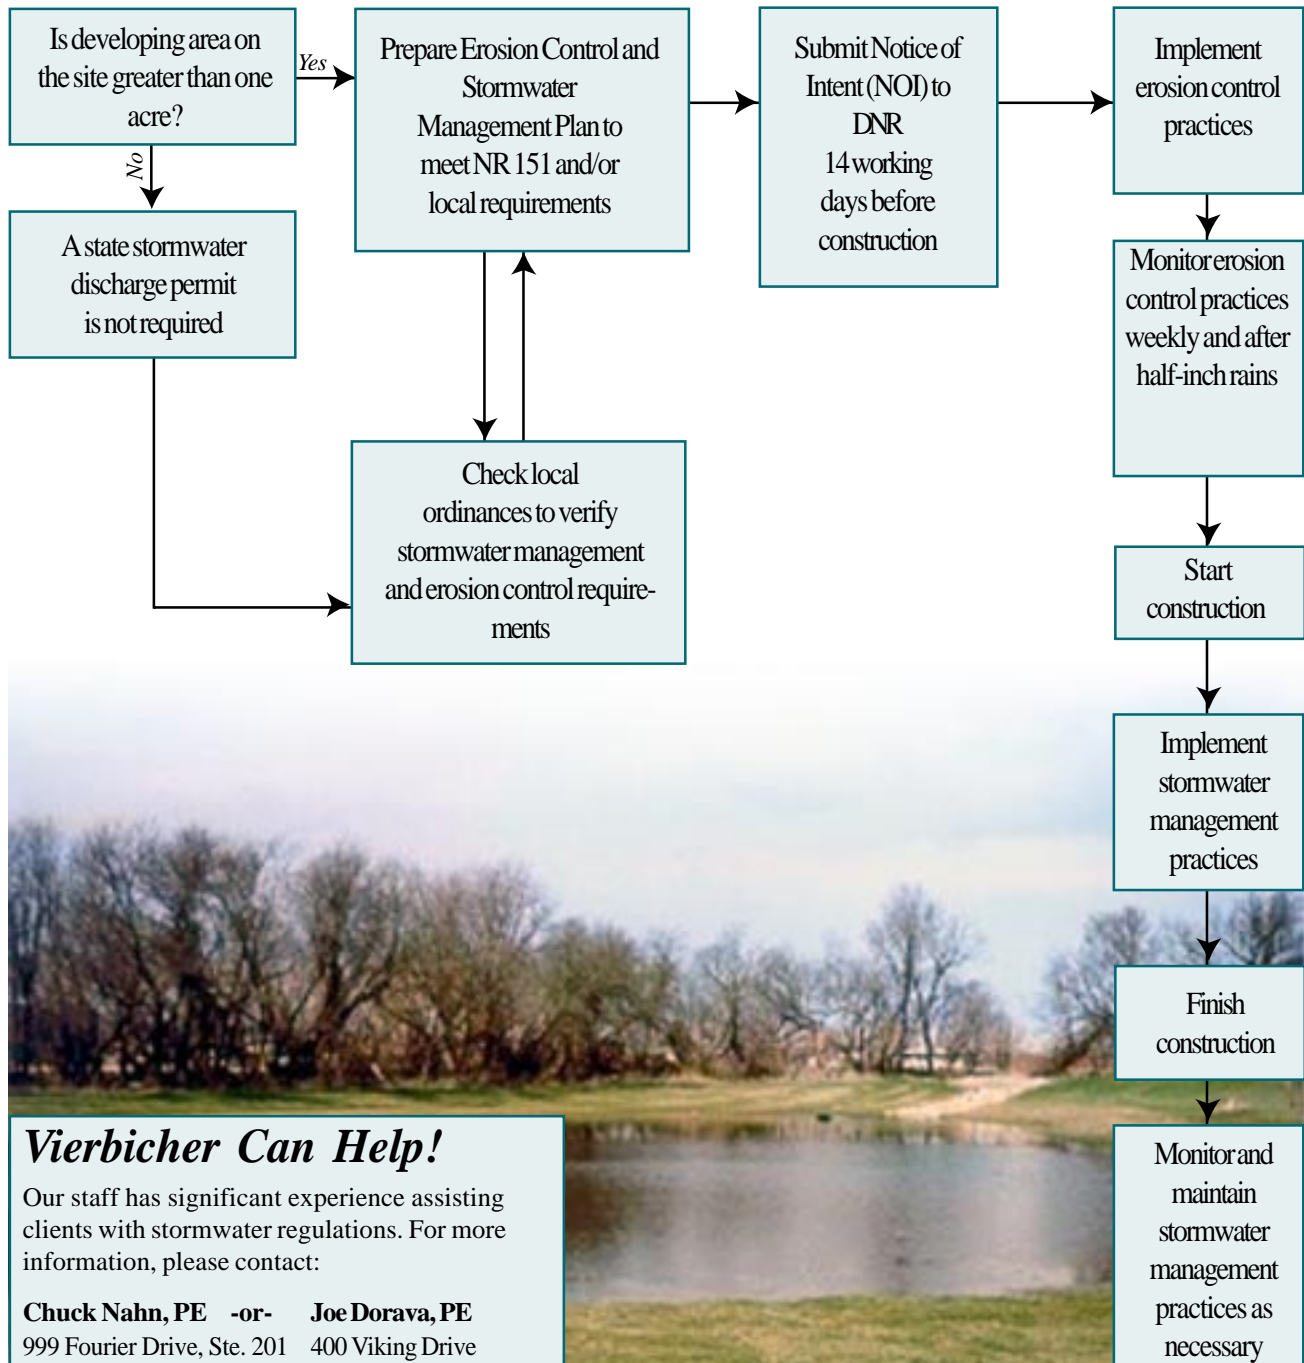 Is developing area on
the site greater than one
acre?
Yes
No
A state stormwater
discharge permit
is not required
Prepare Erosion Control and
Stormwater
Management Plan to
meet NR 151 and/or
local requirements
Check local
ordinances to verify
stormwater management
and erosion control require-
ments
Submit Notice of
Intent (NOI) to
DNR
14 working
days before
construction
Implement
erosion control
practices
Monitor erosion
control practices
weekly and after
half-inch rains
Start
construction
Implement
stormwater
management
practices
Finish
construction
Monitor and
maintain
stormwater
management
practices as
necessary
Vierbicher Can Help!
Our staff has significant experience assisting
clients with stormwater regulations. For more
information, please contact:
Chuck Nahn, PE -or- Joe Dorava, PE
999 Fourier Drive, Ste. 201 400 Viking Drive